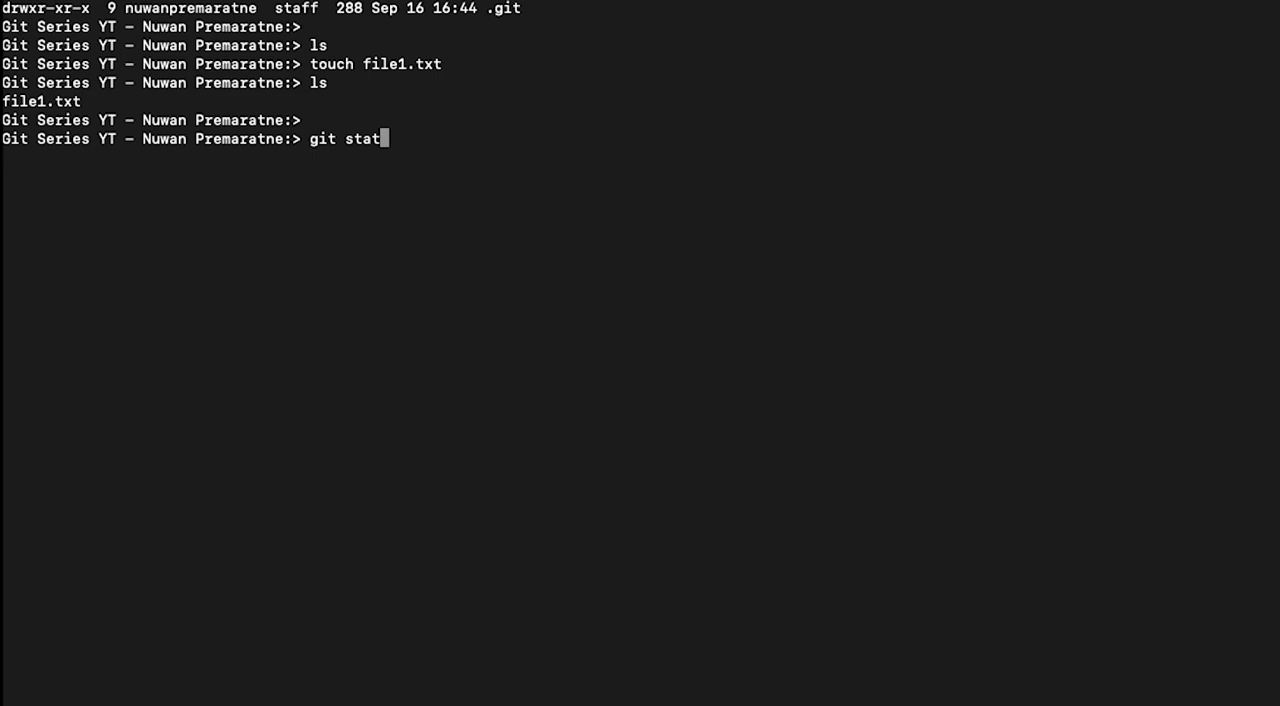 drwxr-xr-x  9 nuwanpremaratne  staff  288 Sep 16 16:44 .git
Git Series YT - Nuwan Premaratne:>
Git Series YT - Nuwan Premaratne:> ls
Git Series YT - Nuwan Premaratne:> touch file1.txt
Git Series YT - Nuwan Premaratne:> ls
file1.txt
Git Series YT - Nuwan Premaratne:>
Git Series YT - Nuwan Premaratne:> git stat